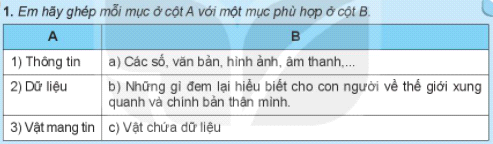 1. Em hãy ghép mỗi mục ở cột A với một mục phù hợp ở cột B.
A B
1) Thông tin a) Các số, văn bản, hình ảnh, âm thanh,...
2) Dữ liệu b) Những gì đem lại hiểu biết cho con người về thế giới xung
quanh và chính bản thân mình.
3) Vật mang tin c) Vật chứa dữ liệu